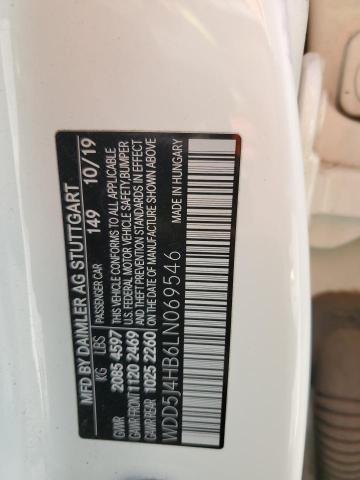 MFD BY DAIMLER AG STUTTGART
PASSENGER CAR 149 10/19
KG LBS
GVWR 2085 4597
GAWR/FRONT 1120 2469
GAWR/REAR 1025 2260
THIS VEHICLE CONFORMS TO ALL APPLICABLE
U.S. FEDERAL MOTOR VEHICLE SAFETY, BUMPER
AND THEFT PREVENTION STANDARDS IN EFFECT
ON THE DATE OF MANUFACTURE SHOWN ABOVE
WDD5J4HB6LN069546
MADE IN HUNGARY